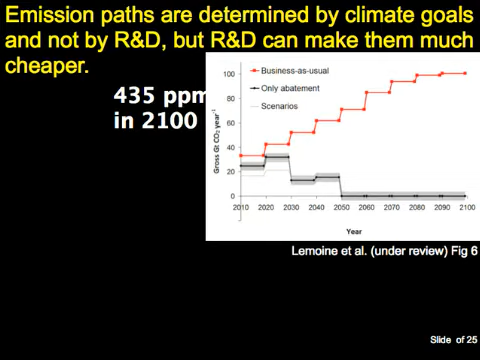 Emission paths are determined by climate goals
and not by R&D, but R&D can make them much
cheaper.
435 ppm
in 2100
Business-as-usual
Only abatement
Scenarios
Gross Gt CO2 year-1
100
80
60
40
20
0
2010 2020 2030 2040 2050 2060 2070 2080 2090 2100
Year
Lemoine et al. (under review) Fig 6
Slide of 25